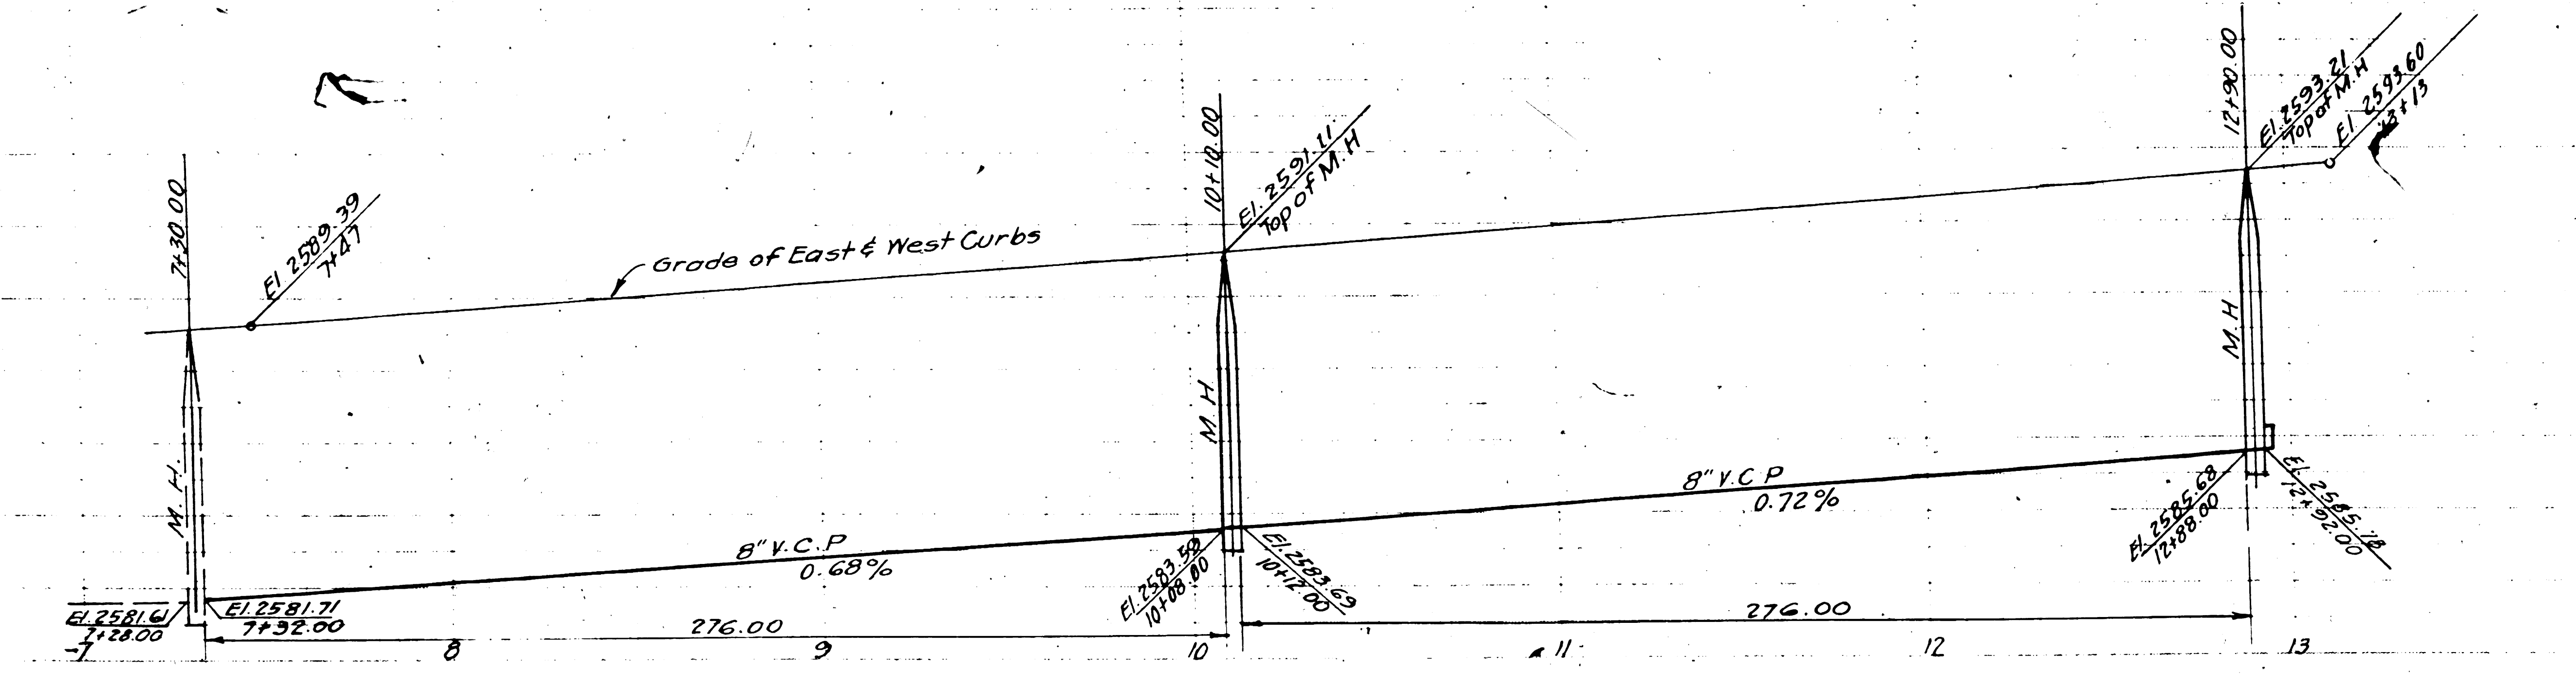 7+30.00
El. 2589.39
7+47
Grade of East & West Curbs
10+10.00
El. 2591.21
Top of M.H
12+90.00
El. 2593.21
Top of M.H
El. 2593.60
13+13
M. H.
M. H
M. H
8" V.C.P
0.68%
8" V.C P
0.72%
El. 2581.61
7+28.00
El. 2581.71
7+32.00
El. 2583.59
10+08.00
El. 2583.69
10+12.00
El. 2585.68
12+88.00
El. 2585.78
12+92.00
276.00
276.00
7
8
9
10
11
12
13